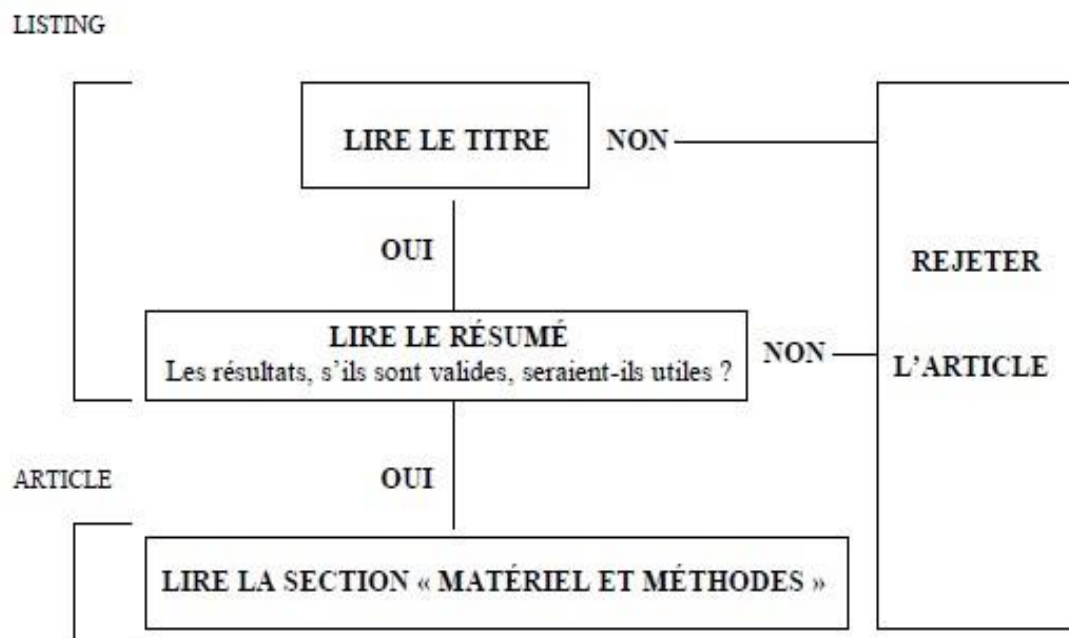 LISTING
LIRE LE TITRE
NON
OUI
REJETER
LIRE LE RÉSUMÉ
Les résultats, s'ils sont valides, seraient-ils utiles ?
NON
L'ARTICLE
ARTICLE
OUI
LIRE LA SECTION « MATÉRIEL ET MÉTHODES »